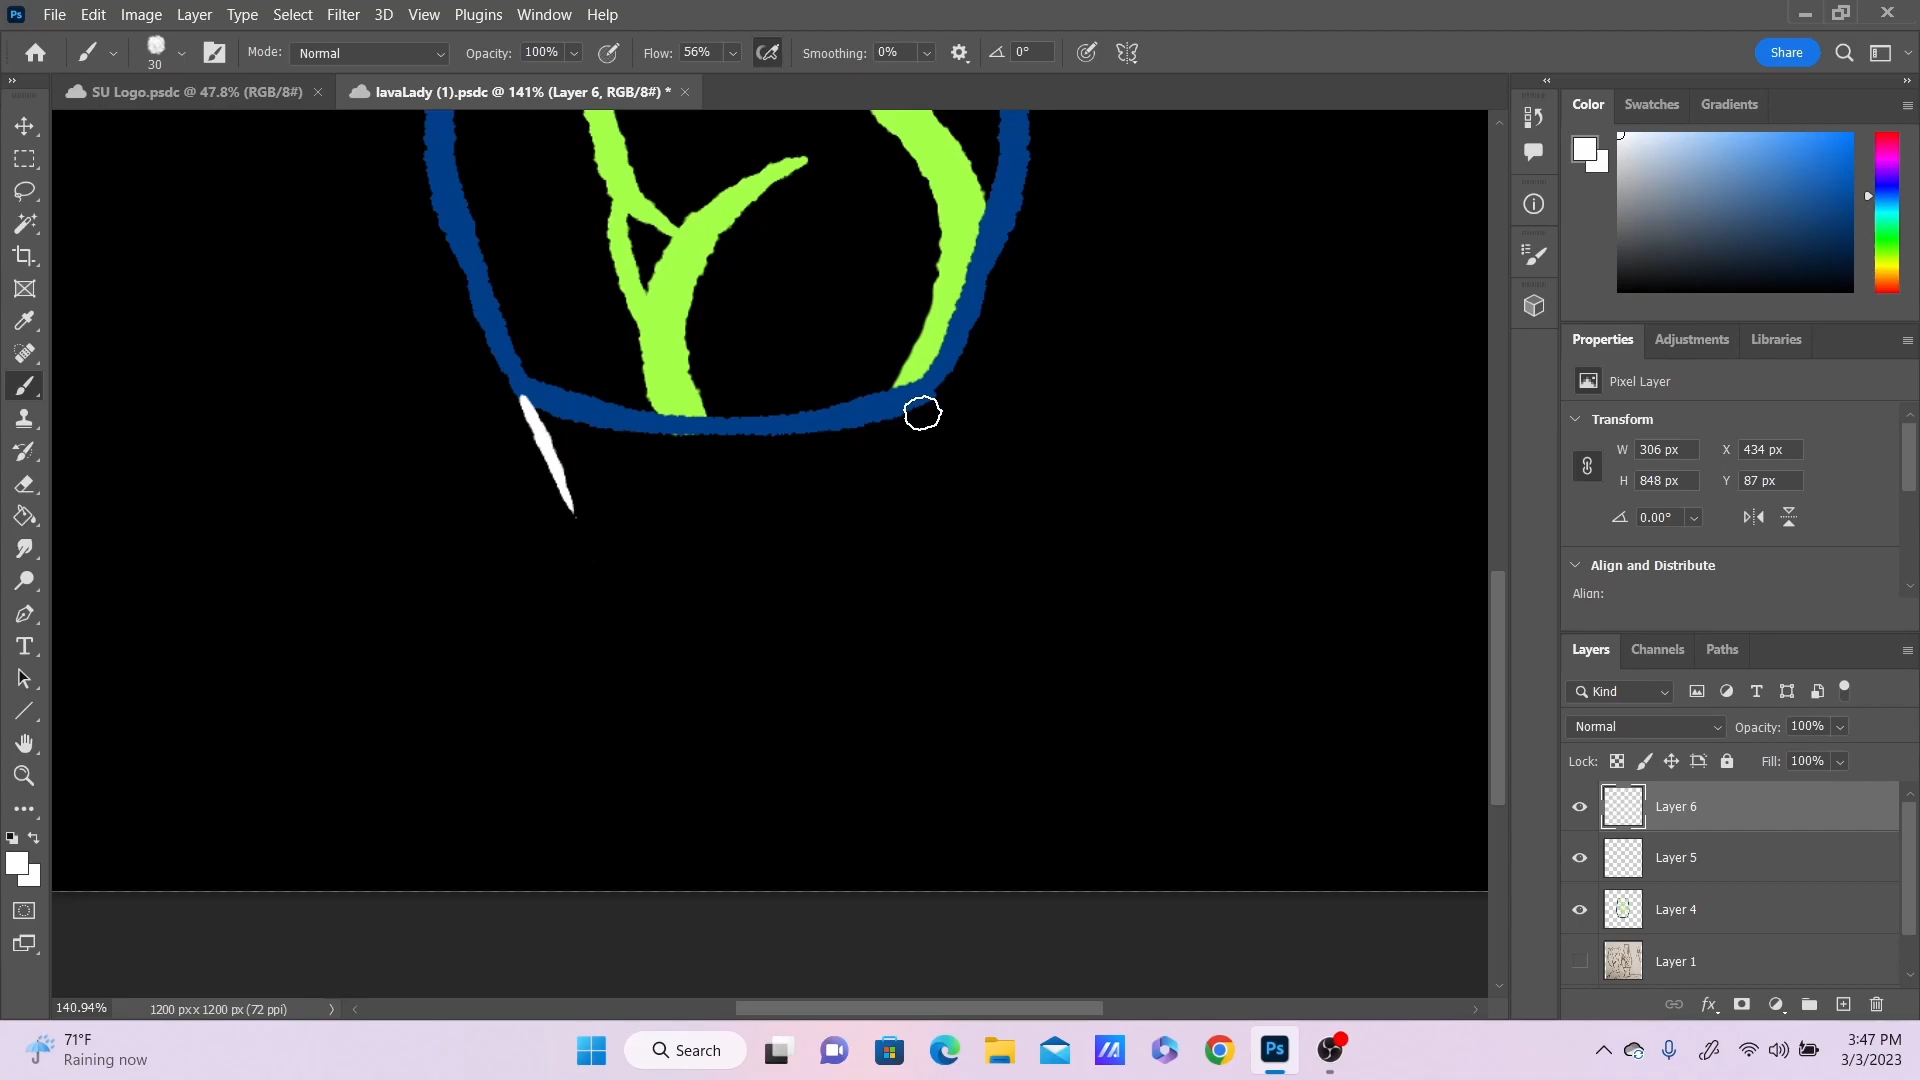 Ps File Edit Image Layer Type Select Filter 3D View Plugins Window Help
30 Mode: Normal Opacity: 100% Flow: 56% Smoothing: 0% 0° Share
SU Logo.psdc @ 47.8% (RGB/8#) × lavaLady (1).psdc @ 141% (Layer 6, RGB/8#) * ×
Color Swatches Gradients
Properties Adjustments Libraries
Pixel Layer
Transform
W 306 px X 434 px
H 848 px Y 87 px
0.00°
Align and Distribute
Align:
Layers Channels Paths
Kind
Normal Opacity: 100%
Lock: Fill: 100%
Layer 6
Layer 5
Layer 4
Layer 1
140.94% 1200 px x 1200 px (72 ppi)
71°F
Raining now
Search
Ps
3:47 PM
3/3/2023